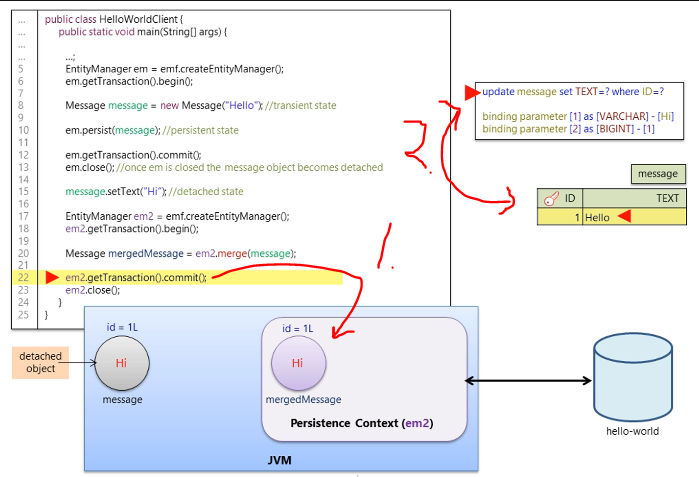 ... public class HelloWorldClient {
... public static void main(String[] args) {
...
... ...;
5 EntityManager em = emf.createEntityManager();
6 em.getTransaction().begin();
7
8 Message message = new Message("Hello"); //transient state
9
10 em.persist(message); //persistent state
11
12 em.getTransaction().commit();
13 em.close(); //once em is closed the message object becomes detached
14
15 message.setText("Hi"); //detached state
16
17 EntityManager em2 = emf.createEntityManager();
18 em2.getTransaction().begin();
19
20 Message mergedMessage = em2.merge(message);
21
22 em2.getTransaction().commit();
23 em2.close();
24 }
25 }
update message set TEXT=? where ID=?
binding parameter [1] as [VARCHAR] - [Hi]
binding parameter [2] as [BIGINT] - [1]
message
ID TEXT
1 Hello
id = 1L
Hi
message
detached
object
id = 1L
Hi
mergedMessage
Persistence Context (em2)
JVM
hello-world